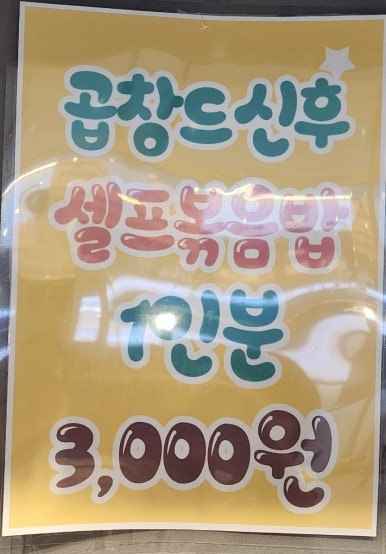 곱창드신후
셀프볶음밥
1인분
3,000원